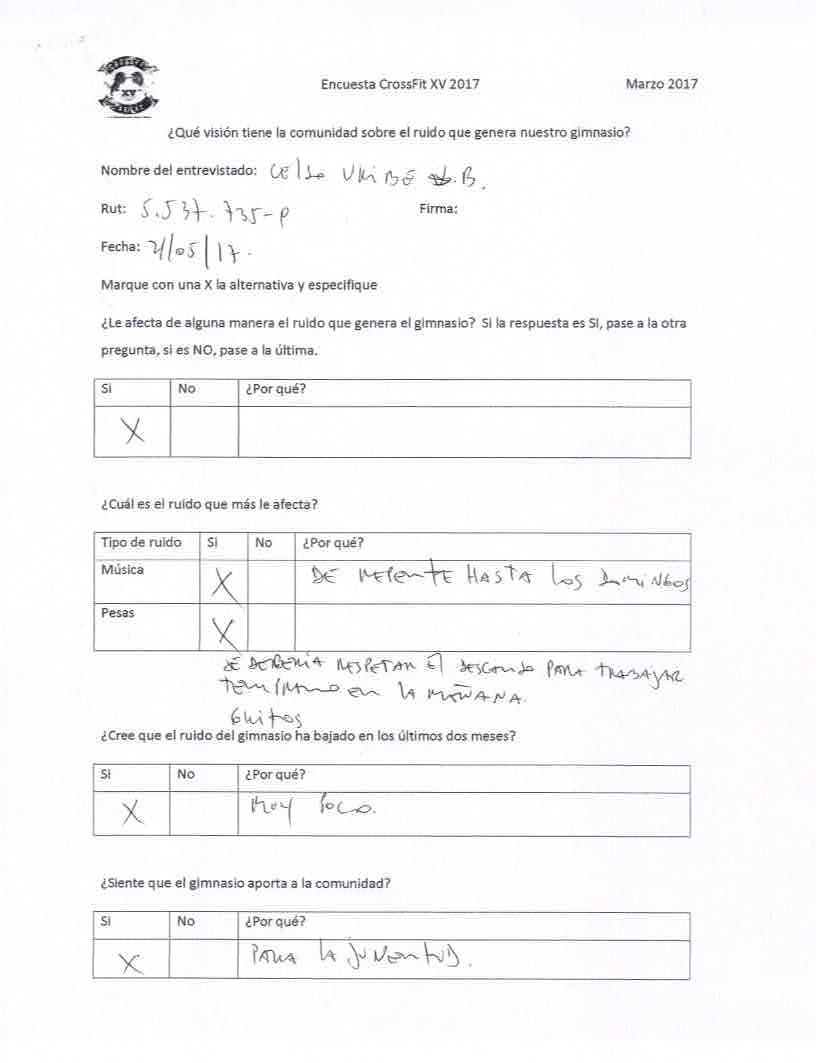 XV
Encuesta CrossFit XV 2017 Marzo 2017
¿Qué visión tiene la comunidad sobre el ruido que genera nuestro gimnasio?
Nombre del entrevistado: CELSO URIBE B.
Rut: 5.537.735-
Firma:
Fecha: 21/05/17.
Marque con una X la alternativa y especifique
¿Le afecta de alguna manera el ruido que genera el gimnasio? Si la respuesta es SI, pase a la otra
pregunta, si es NO, pase a la última.
Si No ¿Por qué?
X
¿Cuál es el ruido que más le afecta?
Tipo de ruido Si No ¿Por qué?
Música X DE REPENTE HASTA LOS DOMINGOS
Pesas X
SE DEBERIA RESPETAR El DESCANSO PARA TRABAJAR
TEMPRANO EN LA MAÑANA.
GRITOS
¿Cree que el ruido del gimnasio ha bajado en los últimos dos meses?
Si No ¿Por qué?
X MUY POCO.
¿Siente que el gimnasio aporta a la comunidad?
Si No ¿Por qué?
X PARA LA JUVENTUD.